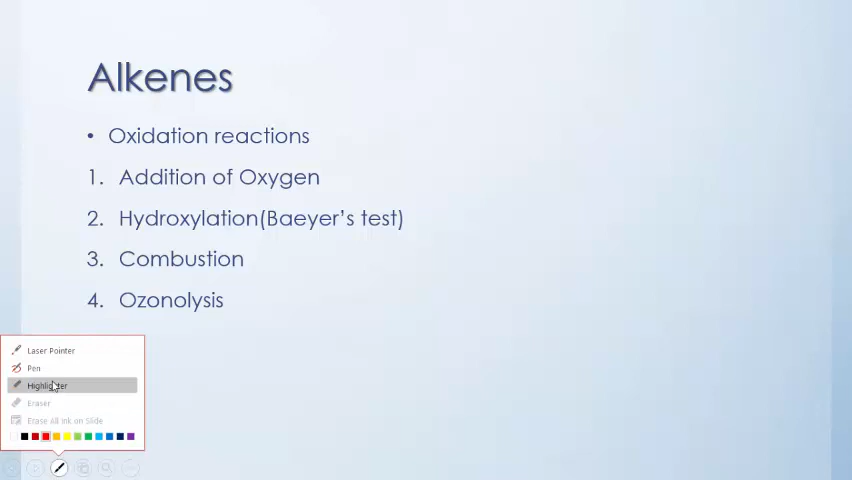 Alkenes
• Oxidation reactions
1. Addition of Oxygen
2. Hydroxylation(Baeyer's test)
3. Combustion
4. Ozonolysis
Laser Pointer
Pen
Highlighter
Eraser
Erase All Ink on Slide